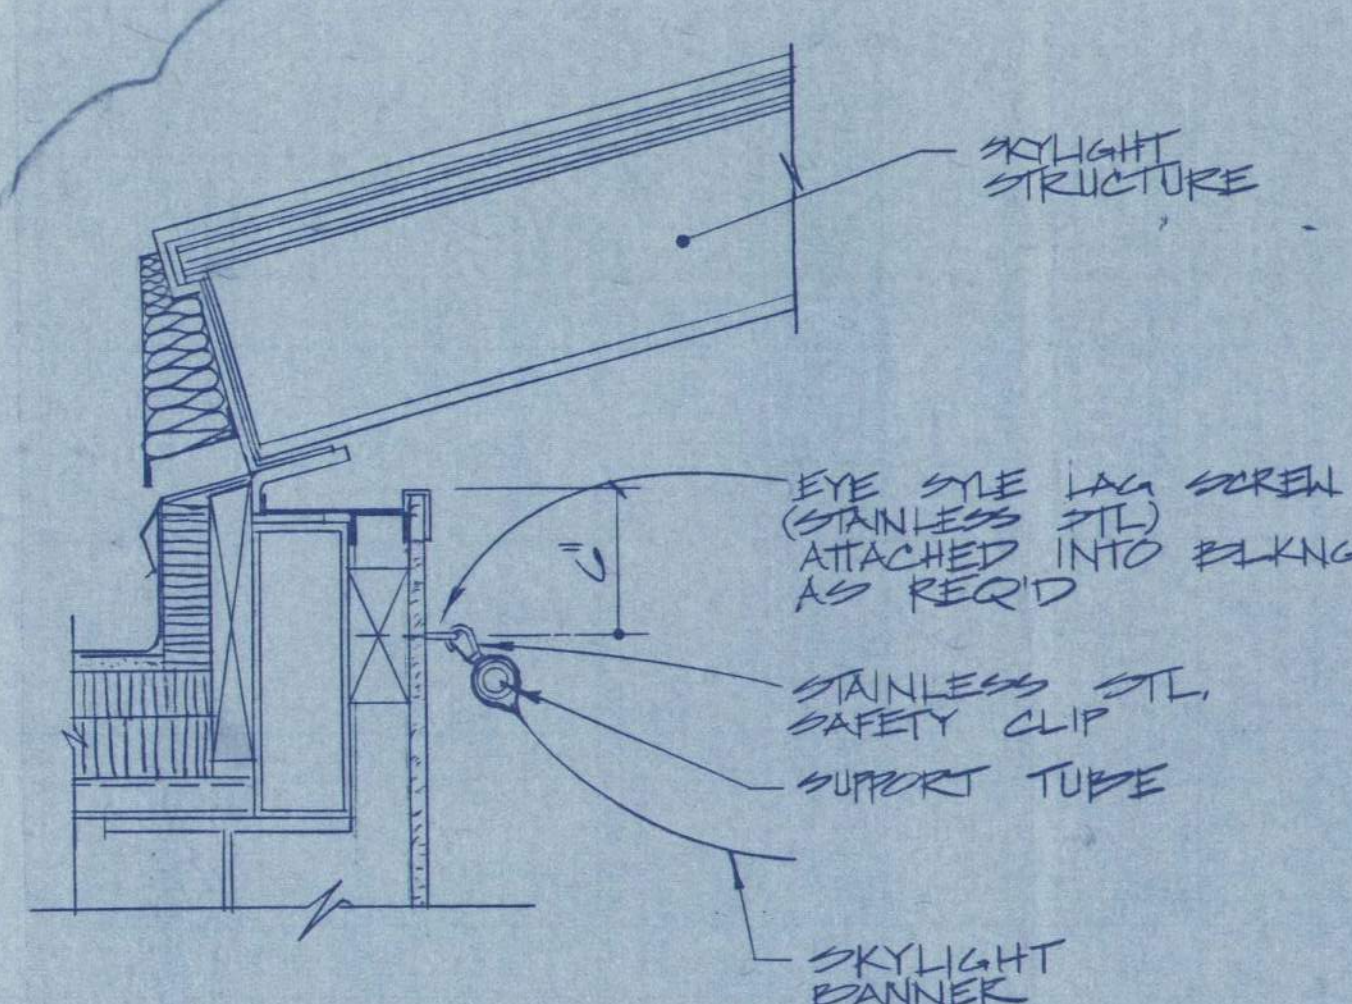 SKYLIGHT
STRUCTURE
EYE SYLE LAG SCREW
(STAINLESS STL)
ATTACHED INTO BLKNG
AS REQ'D
STAINLESS STL.
SAFETY CLIP
SUPPORT TUBE
SKYLIGHT
BANNER